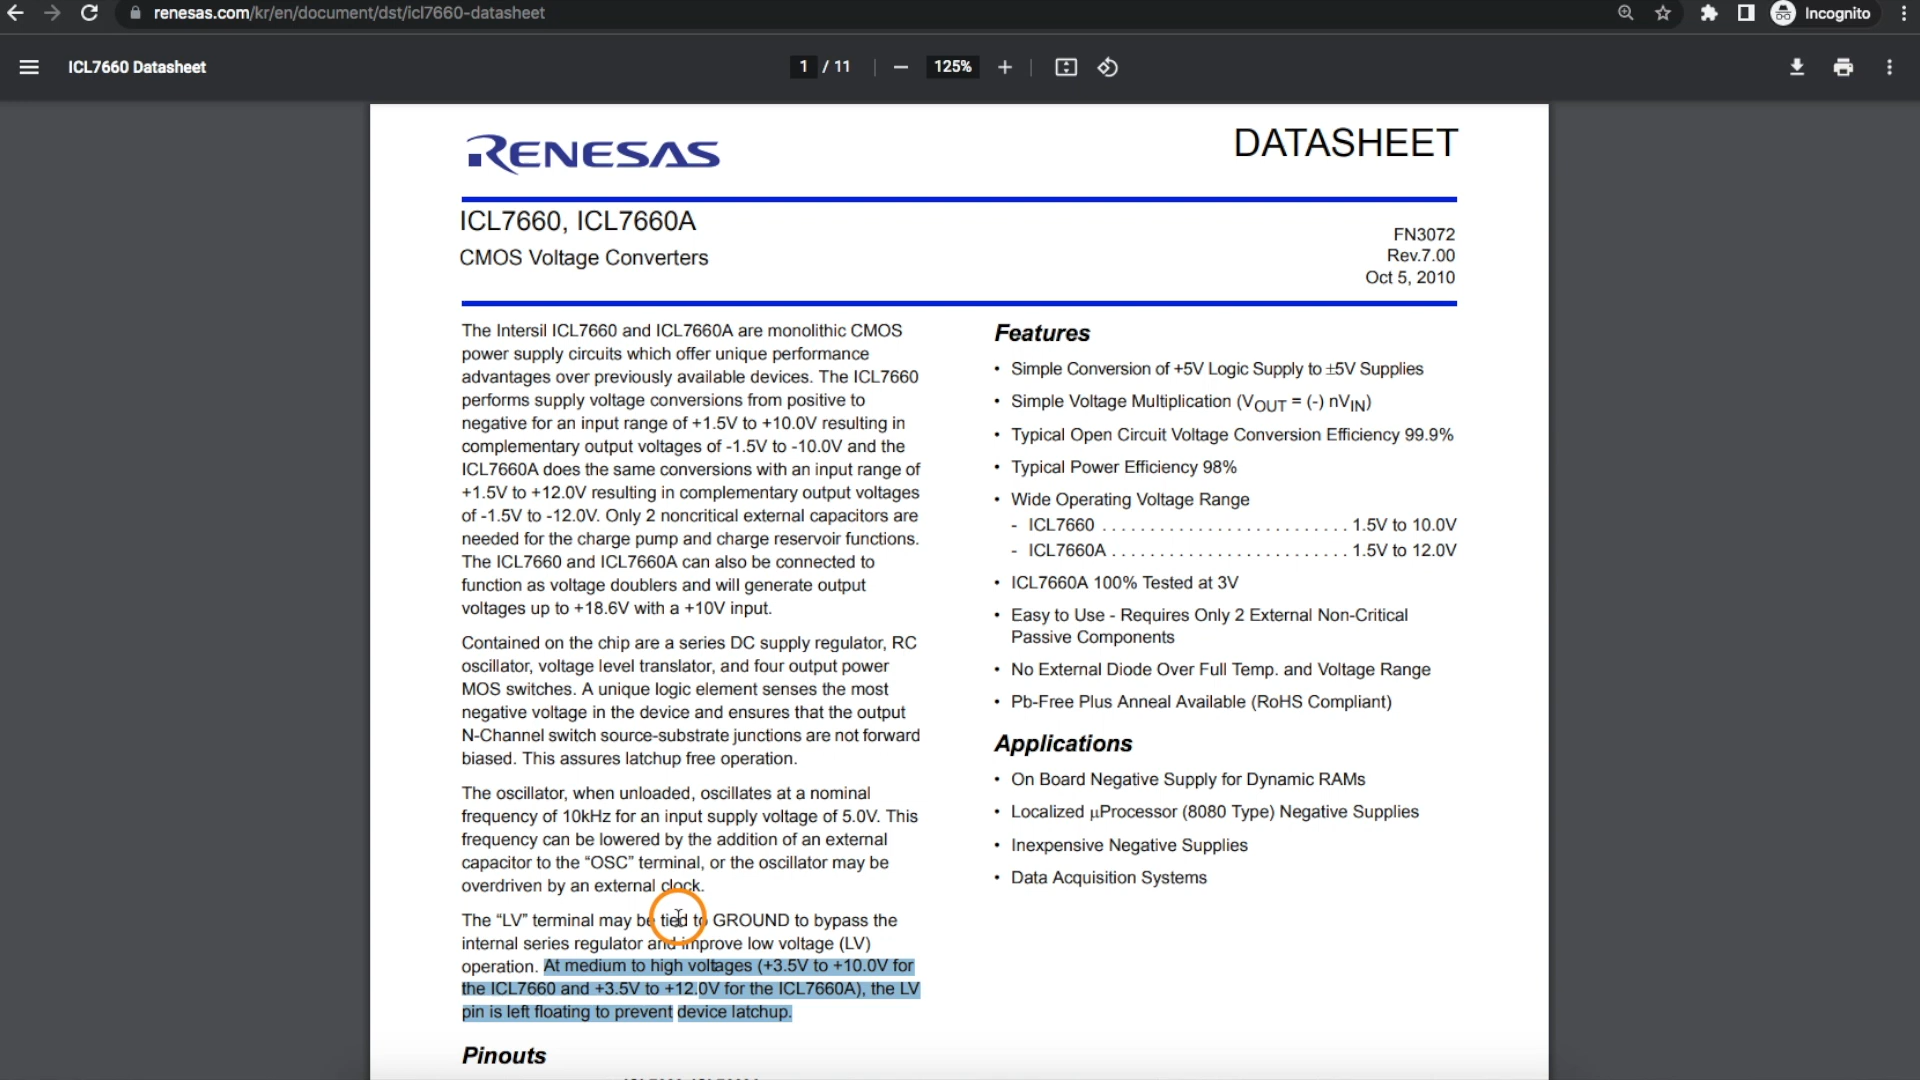 renesas.com/kr/en/document/dst/icl7660-datasheet
Incognito
ICL7660 Datasheet
1 / 11
125%
RENESAS
DATASHEET
ICL7660, ICL7660A
CMOS Voltage Converters
FN3072
Rev.7.00
Oct 5, 2010
The Intersil ICL7660 and ICL7660A are monolithic CMOS
power supply circuits which offer unique performance
advantages over previously available devices. The ICL7660
performs supply voltage conversions from positive to
negative for an input range of +1.5V to +10.0V resulting in
complementary output voltages of -1.5V to -10.0V and the
ICL7660A does the same conversions with an input range of
+1.5V to +12.0V resulting in complementary output voltages
of -1.5V to -12.0V. Only 2 noncritical external capacitors are
needed for the charge pump and charge reservoir functions.
The ICL7660 and ICL7660A can also be connected to
function as voltage doublers and will generate output
voltages up to +18.6V with a +10V input.
Contained on the chip are a series DC supply regulator, RC
oscillator, voltage level translator, and four output power
MOS switches. A unique logic element senses the most
negative voltage in the device and ensures that the output
N-Channel switch source-substrate junctions are not forward
biased. This assures latchup free operation.
The oscillator, when unloaded, oscillates at a nominal
frequency of 10kHz for an input supply voltage of 5.0V. This
frequency can be lowered by the addition of an external
capacitor to the “OSC” terminal, or the oscillator may be
overdriven by an external clock.
The “LV” terminal may be tied to GROUND to bypass the
internal series regulator and improve low voltage (LV)
operation. At medium to high voltages (+3.5V to +10.0V for
the ICL7660 and +3.5V to +12.0V for the ICL7660A), the LV
pin is left floating to prevent device latchup.
Pinouts
Features
• Simple Conversion of +5V Logic Supply to ±5V Supplies
• Simple Voltage Multiplication (VOUT = (-) nVIN)
• Typical Open Circuit Voltage Conversion Efficiency 99.9%
• Typical Power Efficiency 98%
• Wide Operating Voltage Range
- ICL7660 . . . . . . . . . . . . . . . . . . . . . . . . . . 1.5V to 10.0V
- ICL7660A . . . . . . . . . . . . . . . . . . . . . . . . . 1.5V to 12.0V
• ICL7660A 100% Tested at 3V
• Easy to Use - Requires Only 2 External Non-Critical
Passive Components
• No External Diode Over Full Temp. and Voltage Range
• Pb-Free Plus Anneal Available (RoHS Compliant)
Applications
• On Board Negative Supply for Dynamic RAMs
• Localized μProcessor (8080 Type) Negative Supplies
• Inexpensive Negative Supplies
• Data Acquisition Systems